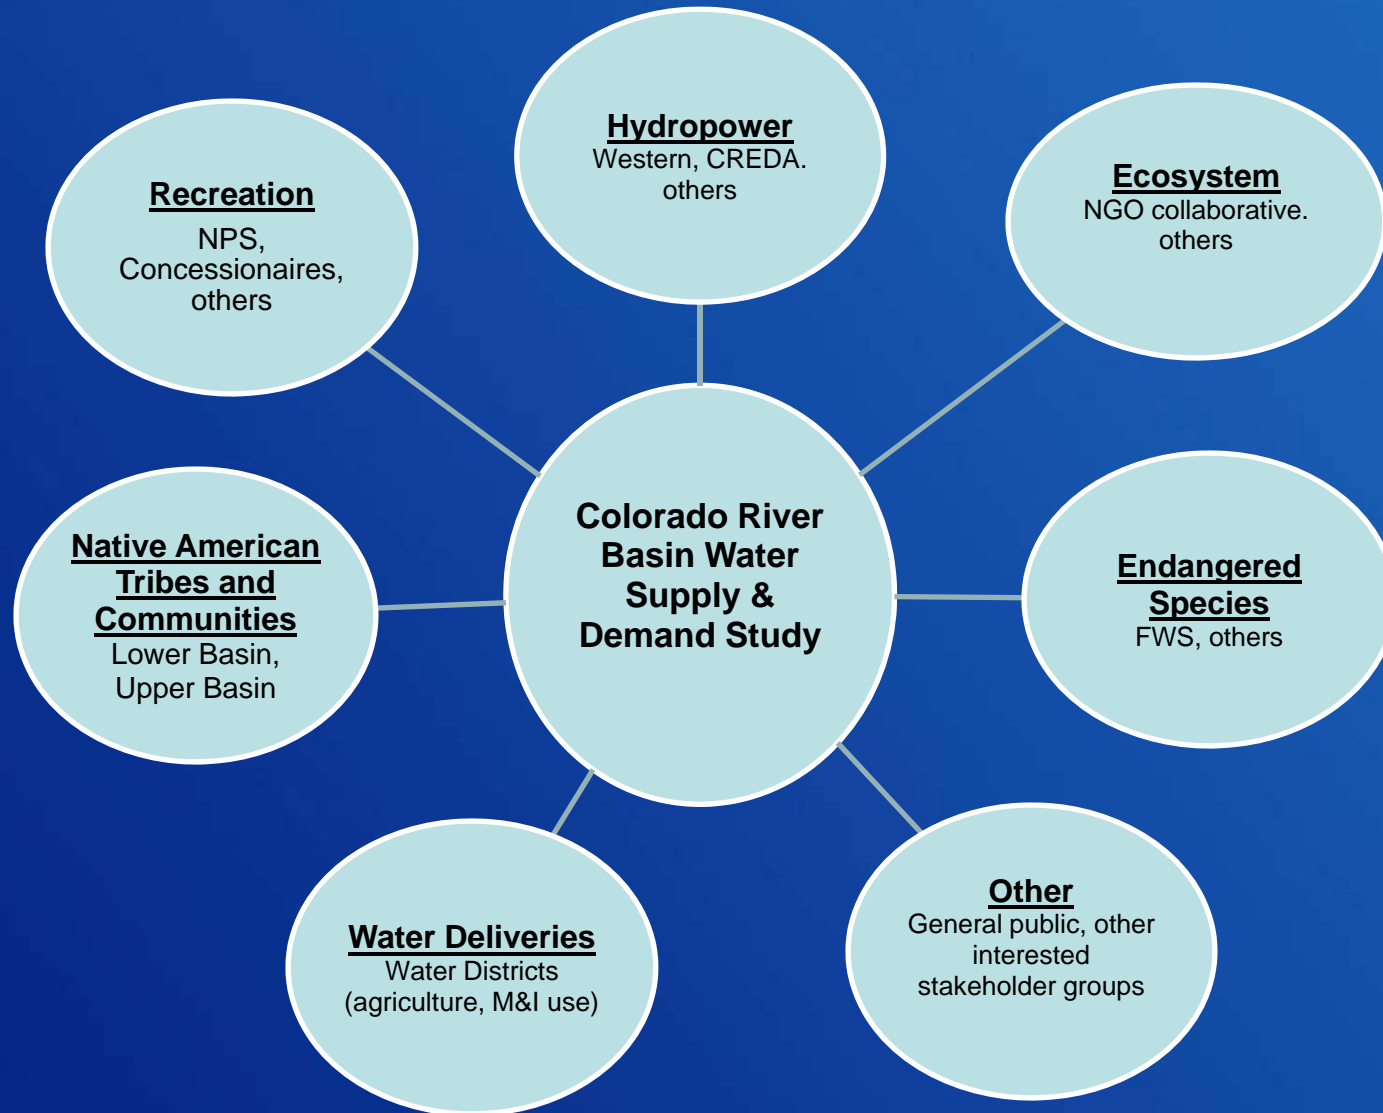 Hydropower
Western, CREDA.
others
Ecosystem
NGO collaborative.
others
Recreation
NPS,
Concessionaires,
others
Colorado River
Basin Water
Supply &
Demand Study
Native American
Tribes and
Communities
Lower Basin,
Upper Basin
Endangered
Species
FWS, others
Water Deliveries
Water Districts
(agriculture, M&I use)
Other
General public, other
interested
stakeholder groups